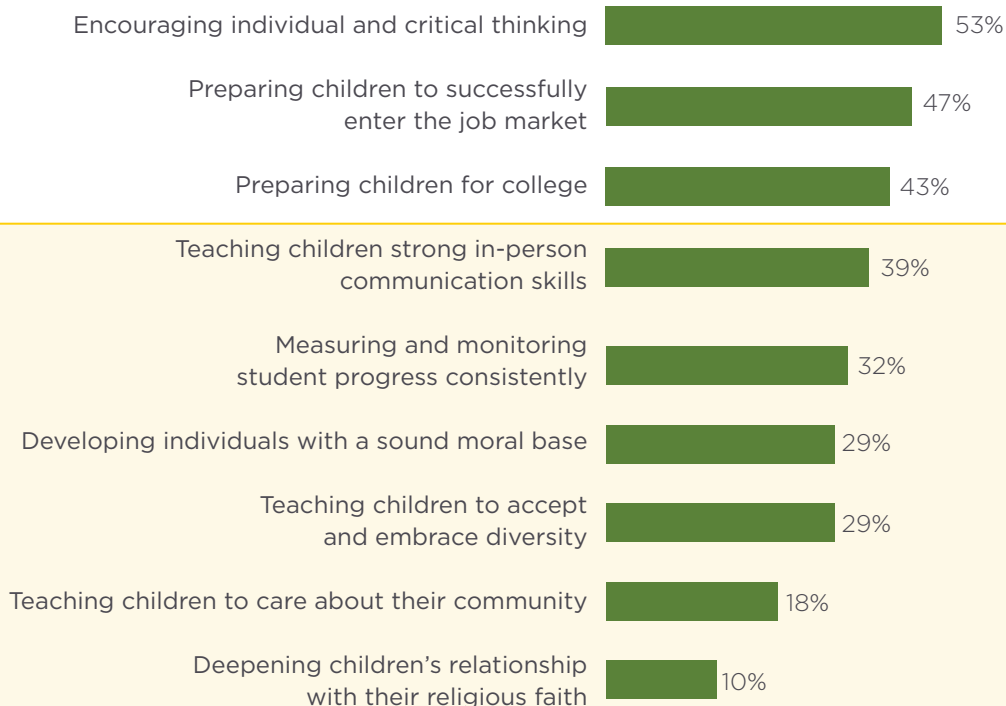 Encouraging individual and critical thinking 53%
Preparing children to successfully
enter the job market 47%
Preparing children for college 43%
Teaching children strong in-person
communication skills 39%
Measuring and monitoring
student progress consistently 32%
Developing individuals with a sound moral base 29%
Teaching children to accept
and embrace diversity 29%
Teaching children to care about their community 18%
Deepening children’s relationship
with their religious faith 10%